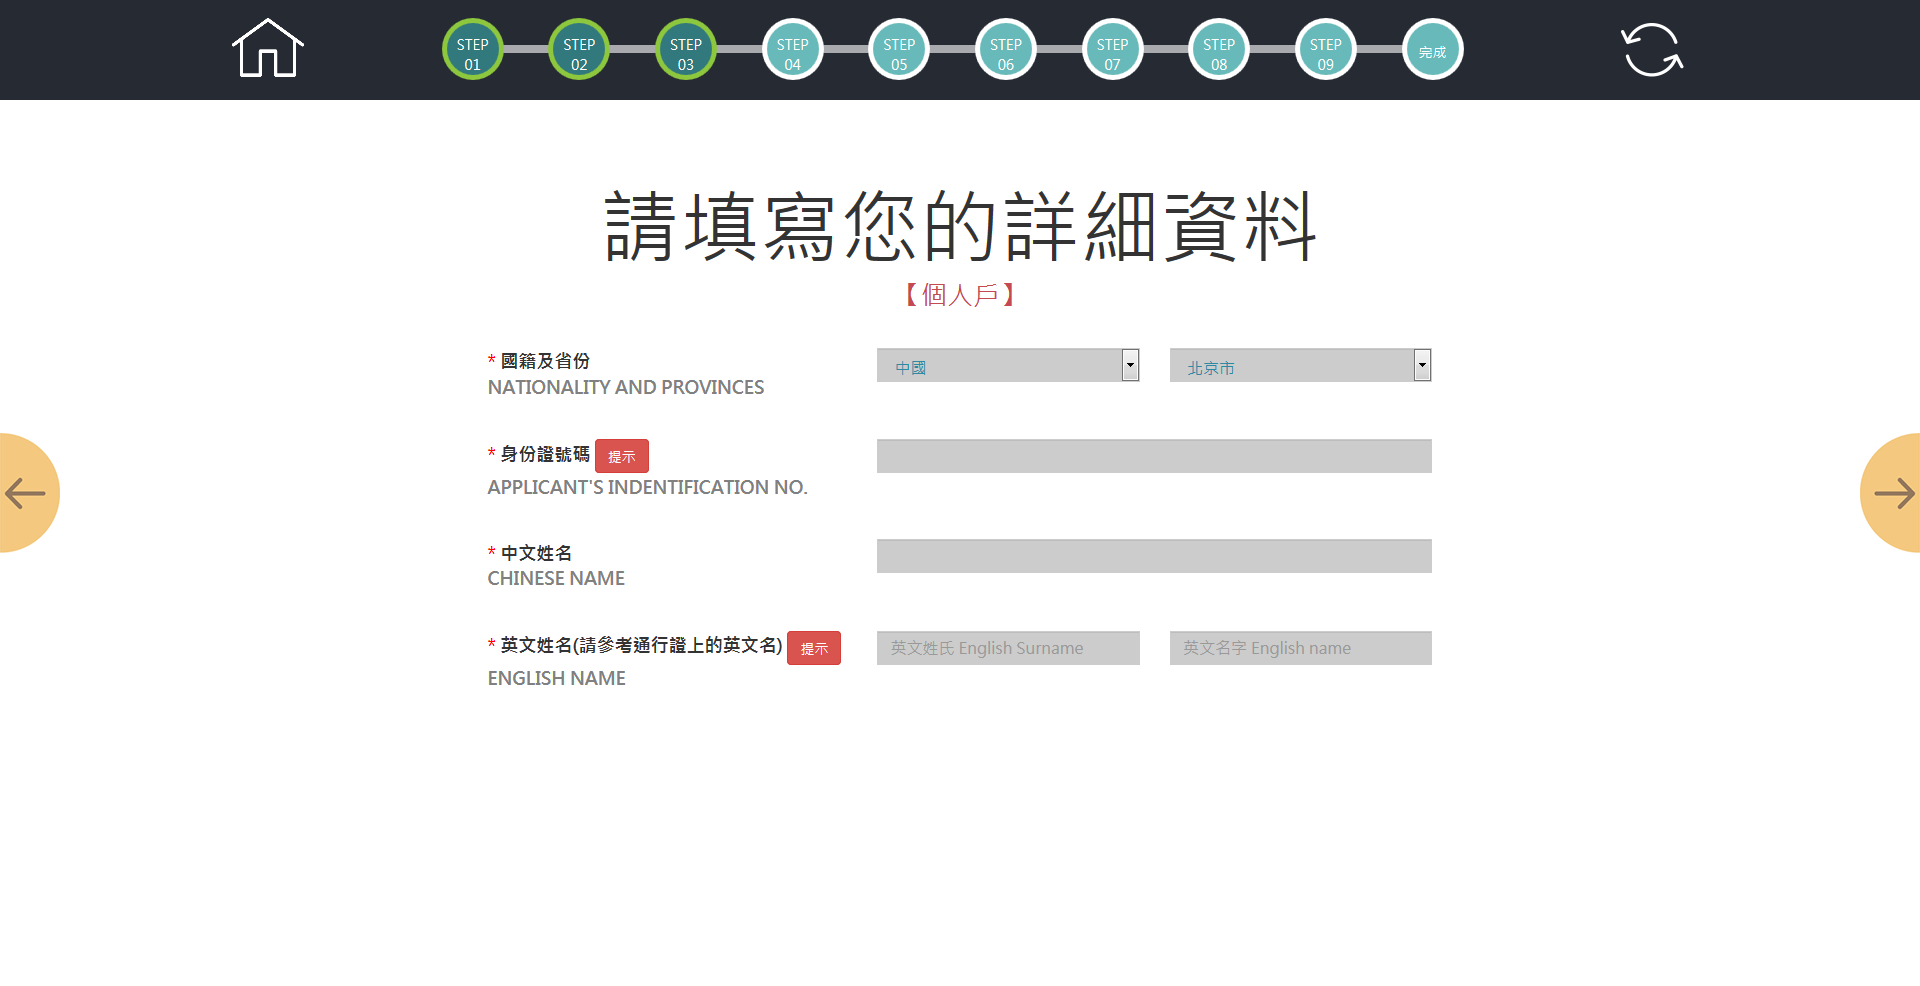 STEP 01 STEP 02 STEP 03 STEP 04 STEP 05 STEP 06 STEP 07 STEP 08 STEP 09 完成
請填寫您的詳細資料
【個人戶】
* 國籍及省份 中國 北京市
NATIONALITY AND PROVINCES
* 身份證號碼 提示
APPLICANT'S INDENTIFICATION NO.
* 中文姓名
CHINESE NAME
* 英文姓名(請參考通行證上的英文名) 提示 英文姓氏 English Surname 英文名字 English name
ENGLISH NAME